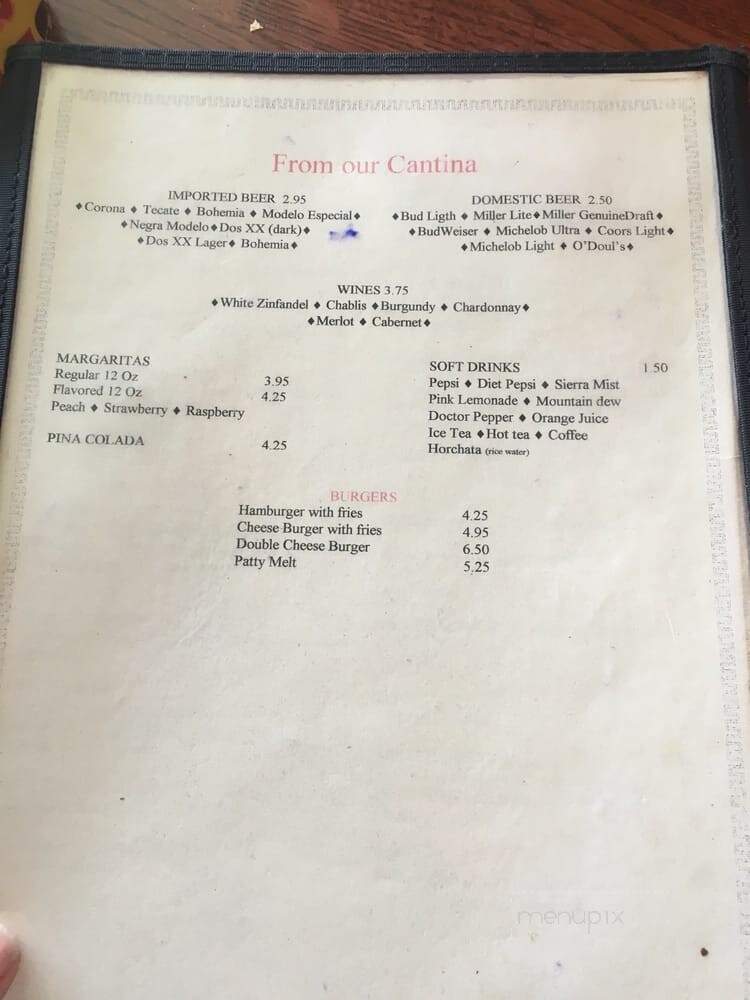 From our Cantina
IMPORTED BEER 2.95
♦Corona ♦ Tecate ♦ Bohemia ♦ Modelo Especial♦
♦Negra Modelo♦Dos XX (dark)♦
♦Dos XX Lager♦ Bohemia♦
DOMESTIC BEER 2.50
♦Bud Ligth ♦ Miller Lite♦Miller GenuineDraft♦
♦BudWeiser ♦ Michelob Ultra ♦ Coors Light♦
♦Michelob Light ♦ O'Doul's♦
WINES 3.75
♦White Zinfandel ♦ Chablis ♦Burgundy ♦ Chardonnay♦
♦Merlot ♦ Cabernet♦
MARGARITAS
Regular 12 Oz 3.95
Flavored 12 Oz 4.25
Peach ♦ Strawberry ♦ Raspberry
PINA COLADA 4.25
SOFT DRINKS 1 50
Pepsi ♦ Diet Pepsi ♦ Sierra Mist
Pink Lemonade ♦ Mountain dew
Doctor Pepper ♦ Orange Juice
Ice Tea ♦Hot tea ♦ Coffee
Horchata (rice water)
BURGERS
Hamburger with fries 4.25
Cheese Burger with fries 4.95
Double Cheese Burger 6.50
Patty Melt 5.25
menupix